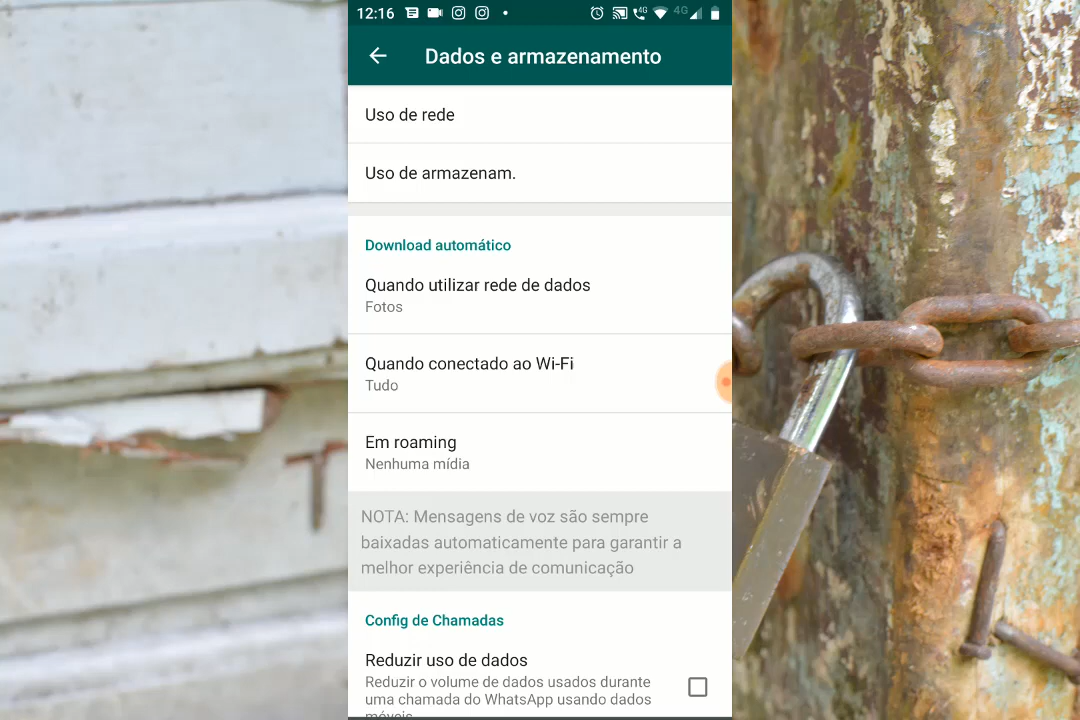 12:16 4G 4G
Dados e armazenamento
Uso de rede
Uso de armazenam.
Download automático
Quando utilizar rede de dados
Fotos
Quando conectado ao Wi-Fi
Tudo
Em roaming
Nenhuma mídia
NOTA: Mensagens de voz são sempre
baixadas automaticamente para garantir a
melhor experiência de comunicação
Config de Chamadas
Reduzir uso de dados
Reduzir o volume de dados usados durante
uma chamada do WhatsApp usando dados
móveis